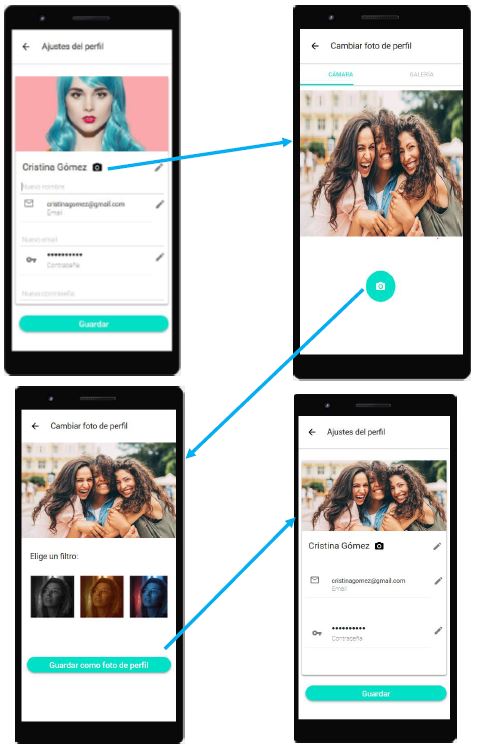 Ajustes del perfil
Cristina Gómez
Nuevo nombre
cristinagomez@gmail.com
Email
Nuevo email
••••••••••
Contraseña
Nueva contraseña
Guardar
Cambiar foto de perfil
CÁMARA
GALERÍA
Cambiar foto de perfil
Elige un filtro:
Guardar como foto de perfil
Ajustes del perfil
Cristina Gómez
cristinagomez@gmail.com
Email
••••••••••
Contraseña
Guardar